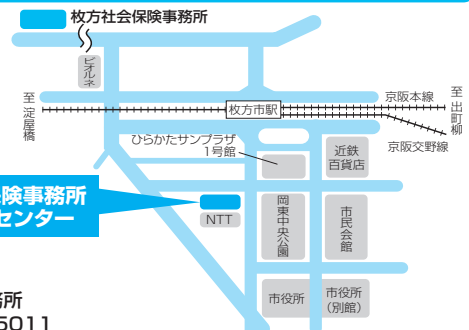 枚方社会保険事務所
ビオルネ
至淀屋橋
枚方市駅
京阪本線
至出町柳
京阪交野線
ひらかたサンプラザ
1号館
近鉄
百貨店
険事務所
センター
NTT
岡東中央公園
市民会館
市役所
市役所
(別館)
務所
5011